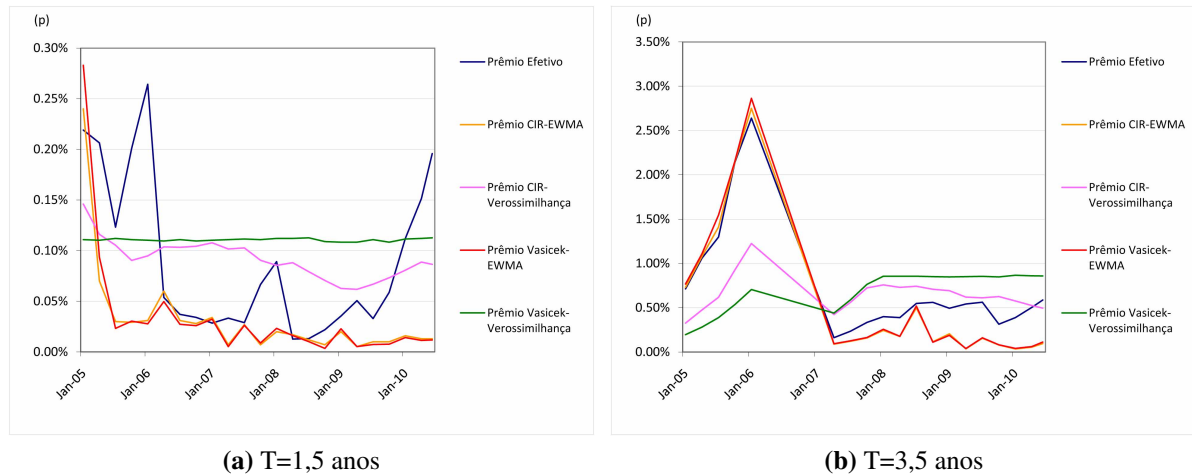 (p)
0.30%
0.25%
0.20%
0.15%
0.10%
0.05%
0.00%
Jan-05
Jan-06
Jan-07
Jan-08
Jan-09
Jan-10
Prêmio Efetivo
Prêmio CIR-EWMA
Prêmio CIR-
Verossimilhança
Prêmio Vasicek-
EWMA
Prêmio Vasicek-
Verossimilhança
(a) T=1,5 anos
(p)
3.50%
3.00%
2.50%
2.00%
1.50%
1.00%
0.50%
0.00%
Jan-05
Jan-06
Jan-07
Jan-08
Jan-09
Jan-10
Prêmio Efetivo
Prêmio CIR-EWMA
Prêmio CIR-
Verossimilhança
Prêmio Vasicek-
EWMA
Prêmio Vasicek-
Verossimilhança
(b) T=3,5 anos